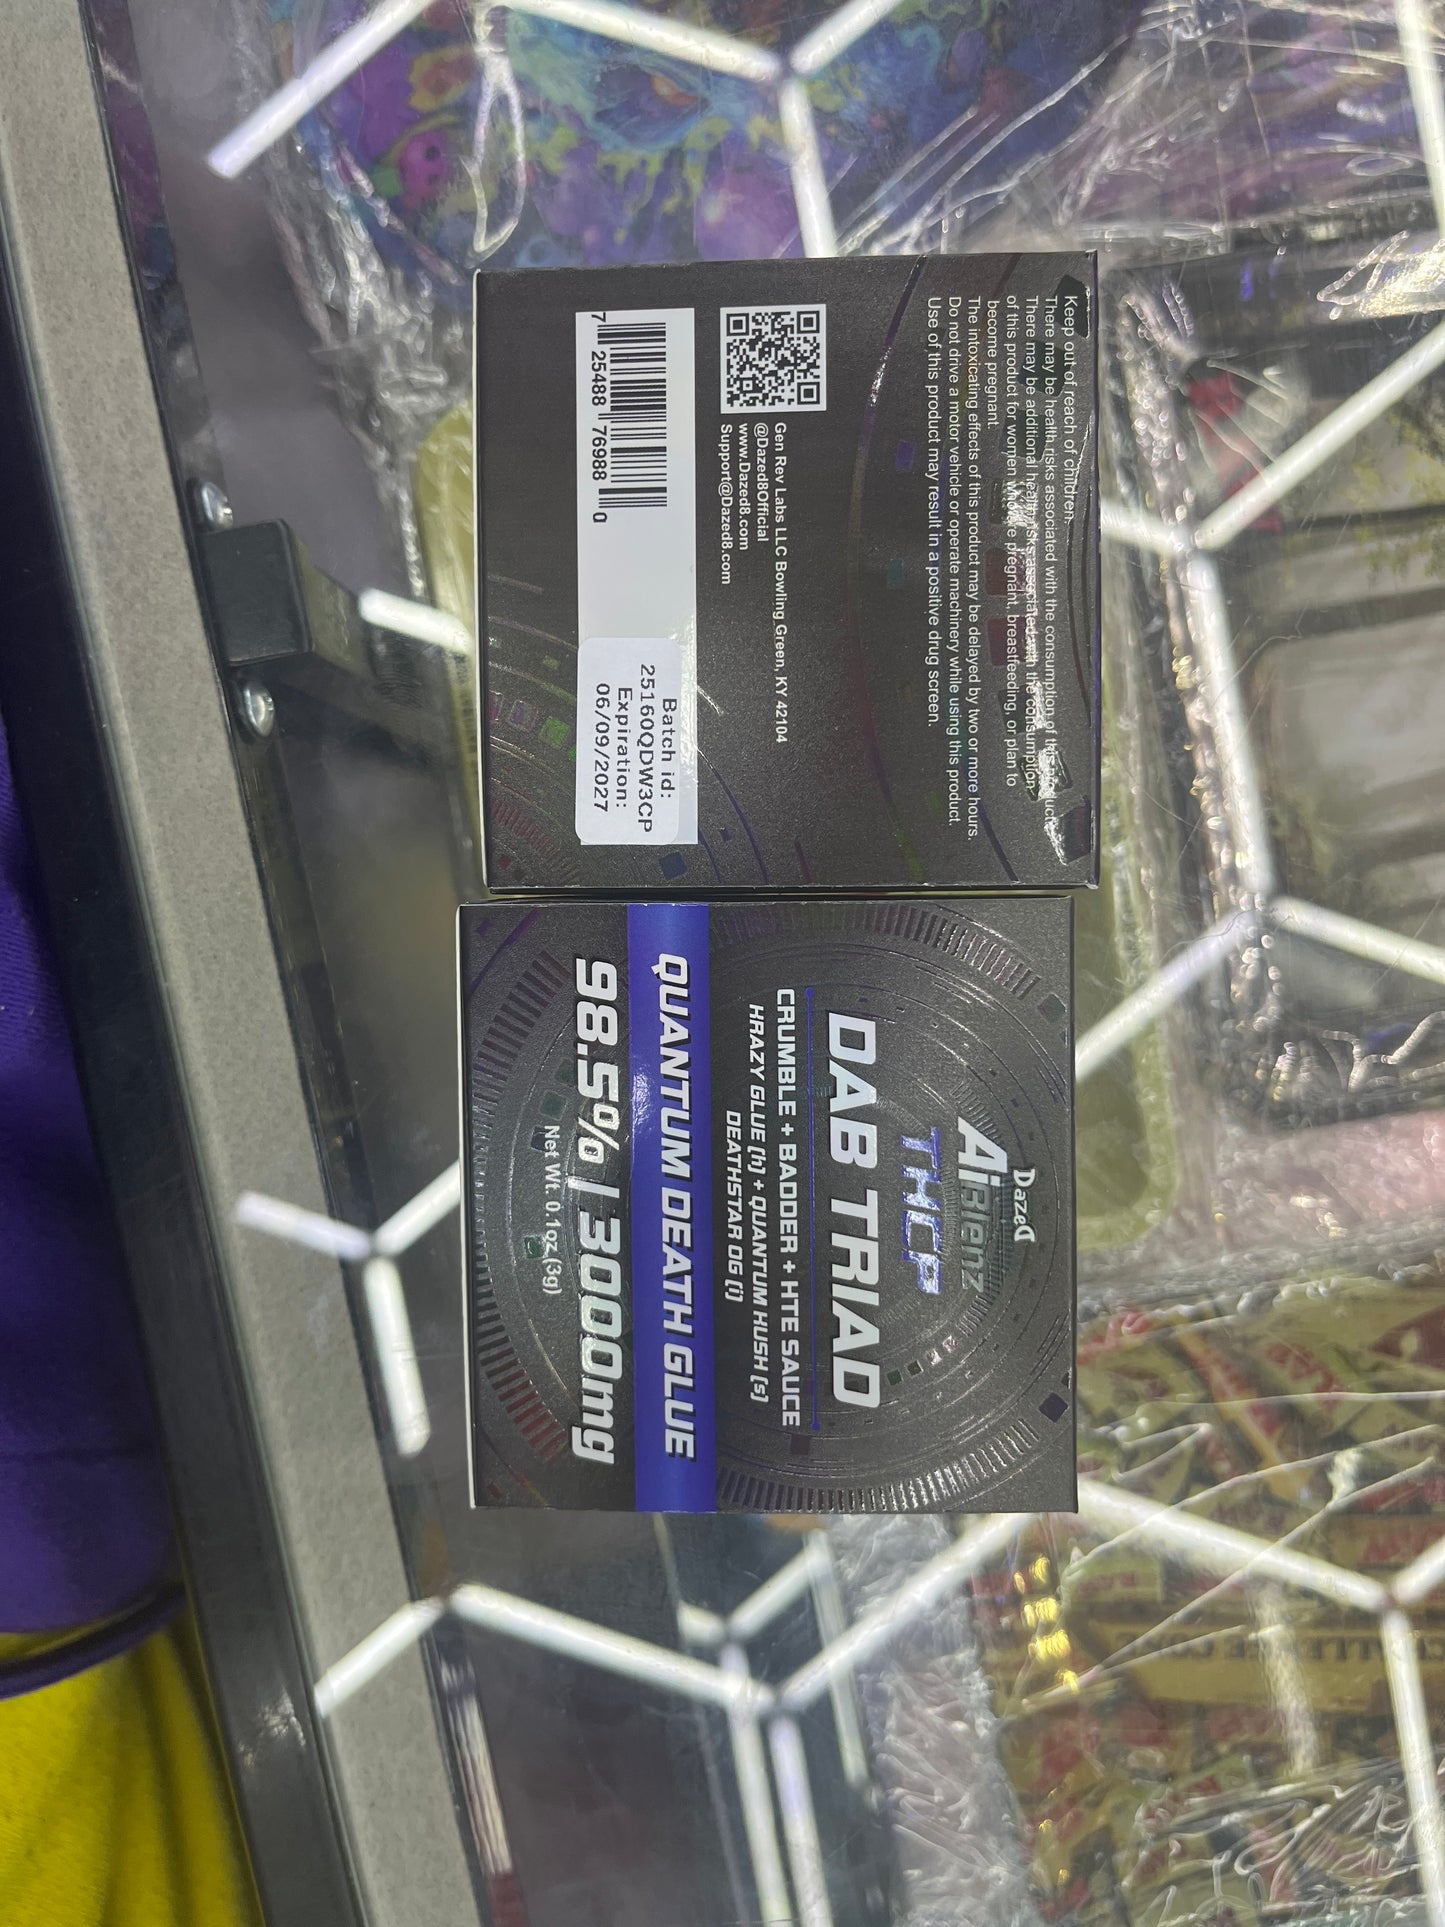 Keep out of reach of children.
There may be health risks associated with the consumption of this product.
There may be additional health risks associated with the consumption
of this product for women who are pregnant, breastfeeding, or plan to
become pregnant.
The intoxicating effects of this product may be delayed by two or more hours.
Do not drive a motor vehicle or operate machinery while using this product.
Use of this product may result in a positive drug screen.
Gen Rev Labs LLC Bowling Green, KY 42104
@Dazed8Official
www.Dazed8.com
Support@Dazed8.com
7 25488 76988 0
Batch id:
25160QDW3CP
Expiration:
06/09/2027
DazeD
AiBlenz
THCP
DAB TRIAD
CRUMBLE + BADDER + HTE SAUCE
KRAZY GLUE (h) + QUANTUM KUSH (s)
DEATHSTAR OG (i)
QUANTUM DEATH GLUE
98.5% | 3000mg
Net Wt. 0.1oz (3g)